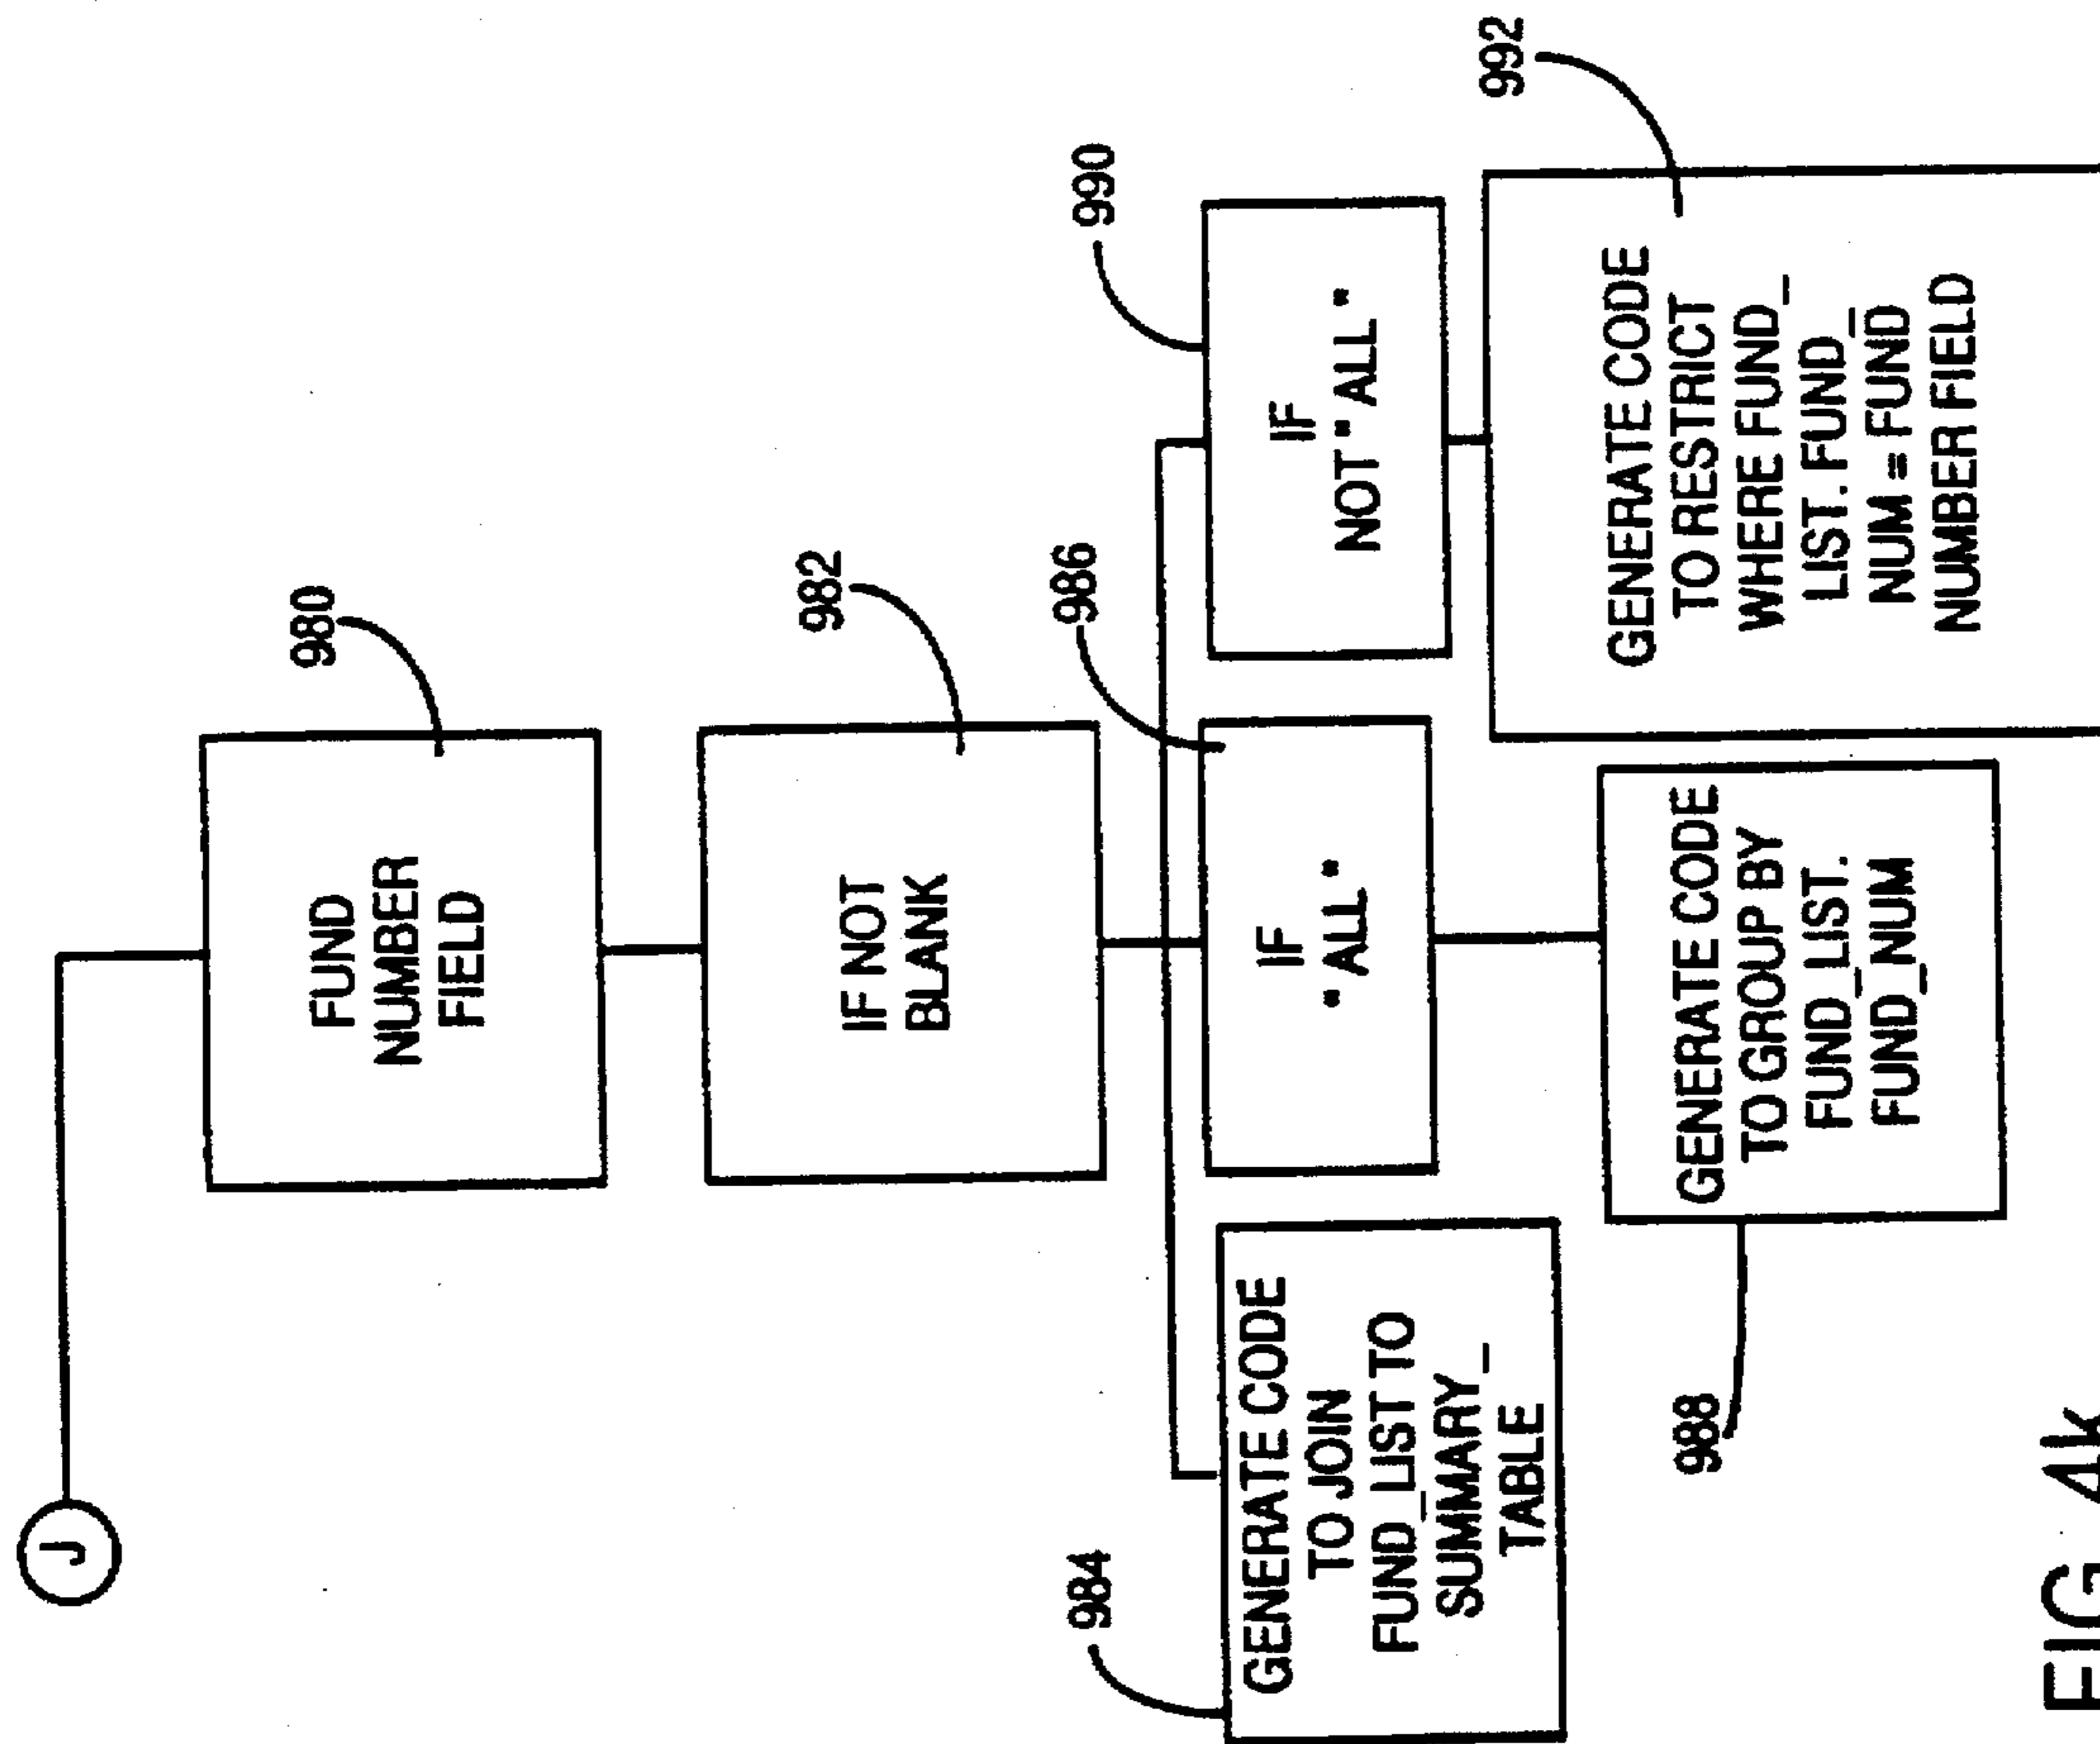 J
980
FUND
NUMBER
FIELD
982
IF NOT
BLANK
984
GENERATE CODE
TO JOIN
FUND_LIST TO
SUMMARY_
TABLE
986
IF
"ALL"
990
IF
NOT "ALL"
988
GENERATE CODE
TO GROUP BY
FUND_LIST.
FUND_NUM
992
GENERATE CODE
TO RESTRICT
WHERE FUND_
LIST. FUND_
NUM = FUND
NUMBER FIELD
FIG. 4k